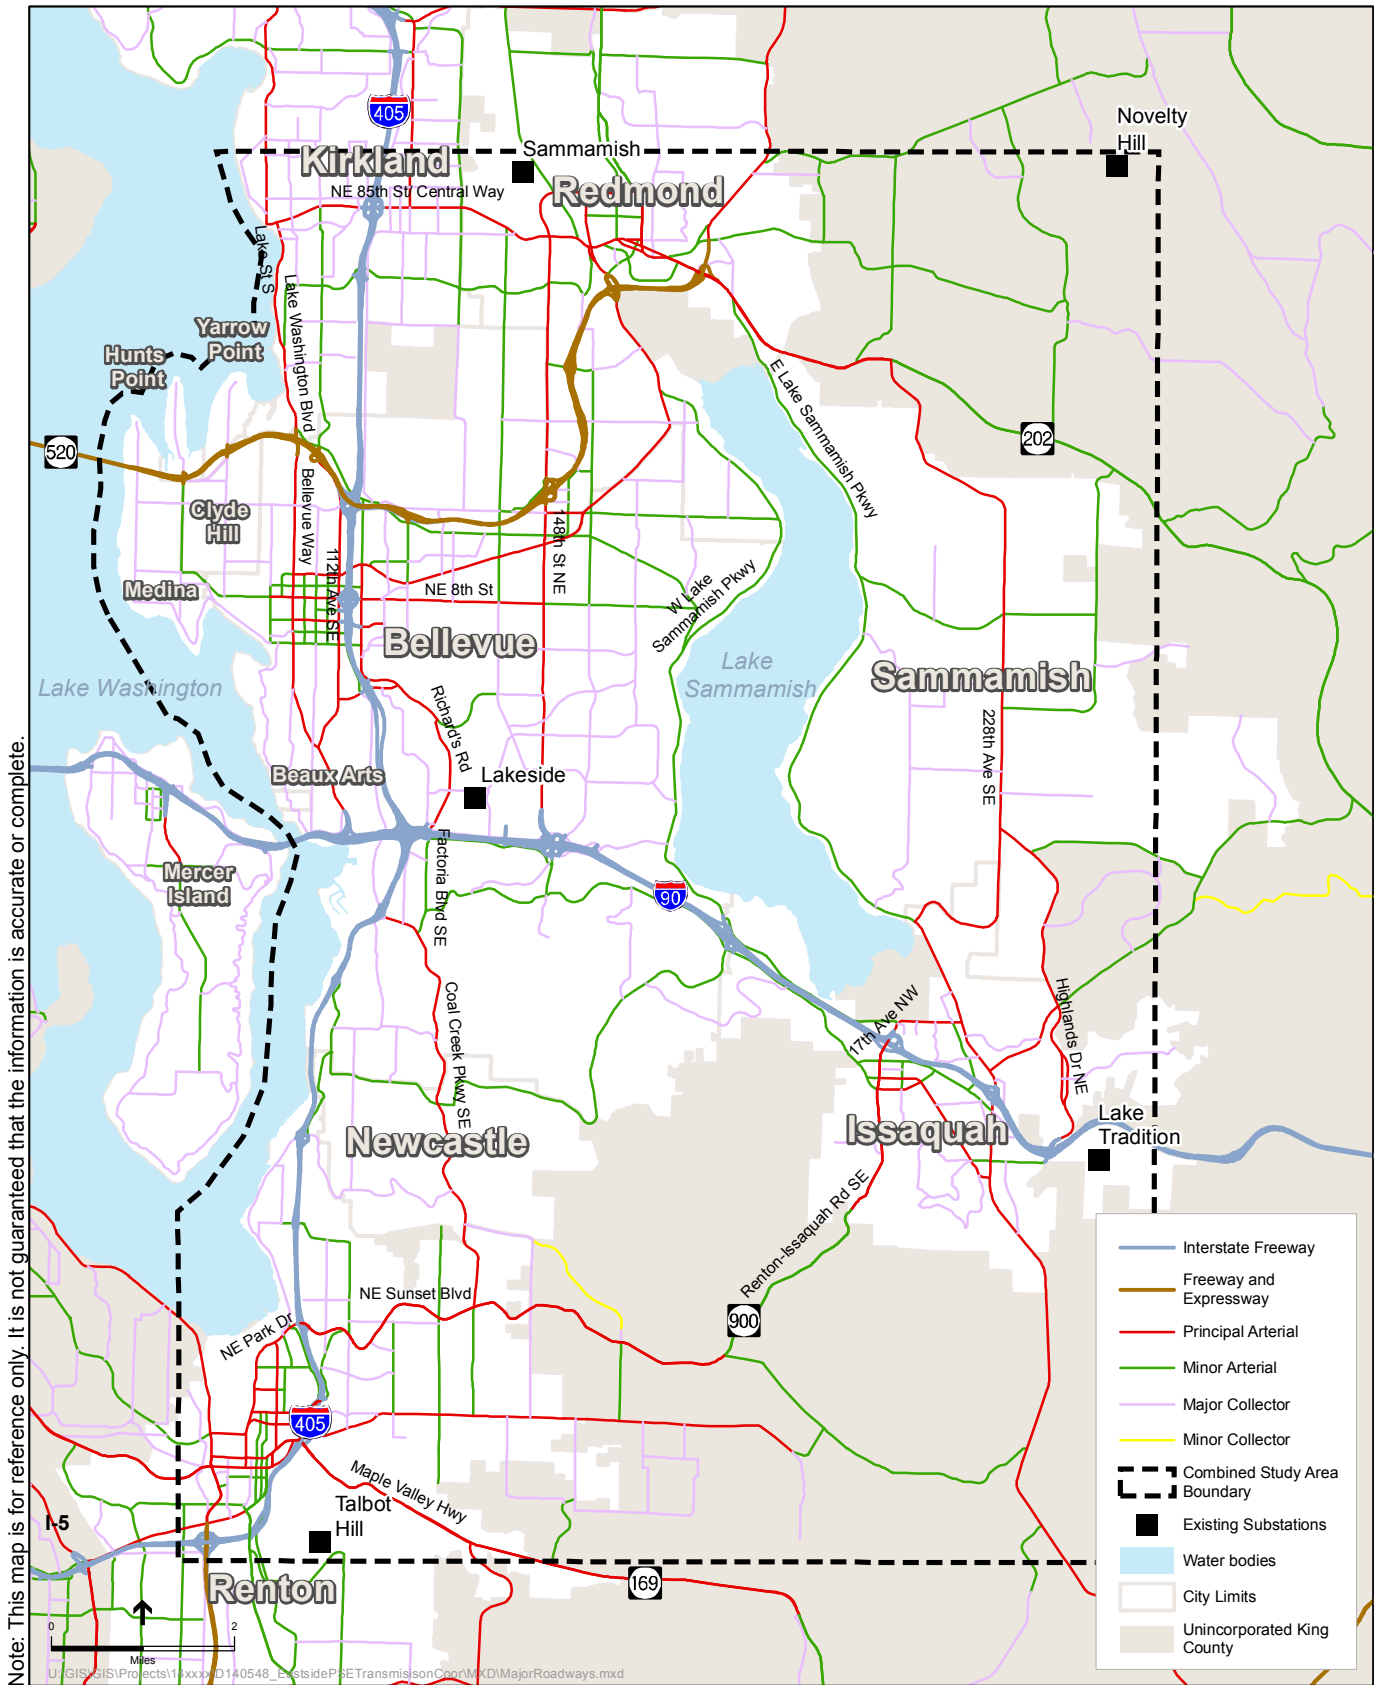 405
Novelty
Hill
Kirkland
Sammamish
NE 85th St/ Central Way
Redmond
Lake St S
Lake Washington Blvd
Yarrow
Point
Hunts
Point
E Lake Sammamish Pkwy
202
520
Bellevue Way
Clyde
Hill
148th St NE
112th Ave SE
Medina
NE 8th St
W Lake
Sammamish Pkwy
Bellevue
Lake
Sammamish
Sammamish
Lake Washington
Richard's Rd
228th Ave SE
Beaux Arts
Lakeside
Factoria Blvd SE
Mercer
Island
90
Coal Creek Pkwy SE
17th Ave NW
Highlands Dr NE
Lake
Tradition
Newcastle
Issaquah
Renton-Issaquah Rd SE
NE Sunset Blvd
NE Park Dr
900
405
Maple Valley Hwy
Talbot
Hill
I-5
Renton
169
0
2
Miles
Interstate Freeway
Freeway and
Expressway
Principal Arterial
Minor Arterial
Major Collector
Minor Collector
Combined Study Area
Boundary
Existing Substations
Water bodies
City Limits
Unincorporated King
County
Note: This map is for reference only. It is not guaranteed that the information is accurate or complete.